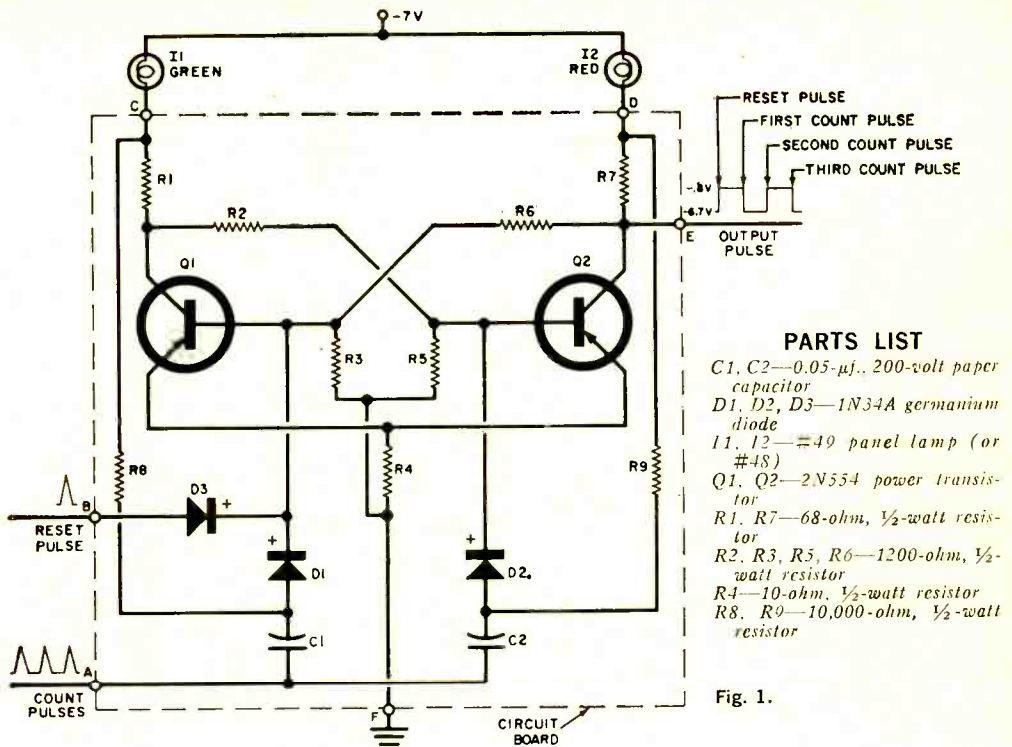 -7V
I1
GREEN
I2
RED
C
D
RESET PULSE
FIRST COUNT PULSE
SECOND COUNT PULSE
THIRD COUNT PULSE
R1
R7
-.8V
-6.7V
R2
R6
E
OUTPUT
PULSE
Q1
Q2
R3
R5
R8
R4
R9
B
RESET
PULSE
D3
+
+
D1
+
D2.
C1
C2
A
COUNT
PULSES
F
CIRCUIT
BOARD
PARTS LIST
C1, C2—0.05-µf., 200-volt paper
capacitor
D1, D2, D3—1N34A germanium
diode
I1, I2—#49 panel lamp (or
#48)
Q1, Q2—2N554 power transis-
tor
R1, R7—68-ohm, ½-watt resis-
tor
R2, R3, R5, R6—1200-ohm, ½-
watt resistor
R4—10-ohm, ½-watt resistor
R8, R9—10,000-ohm, ½-watt
resistor
Fig. 1.